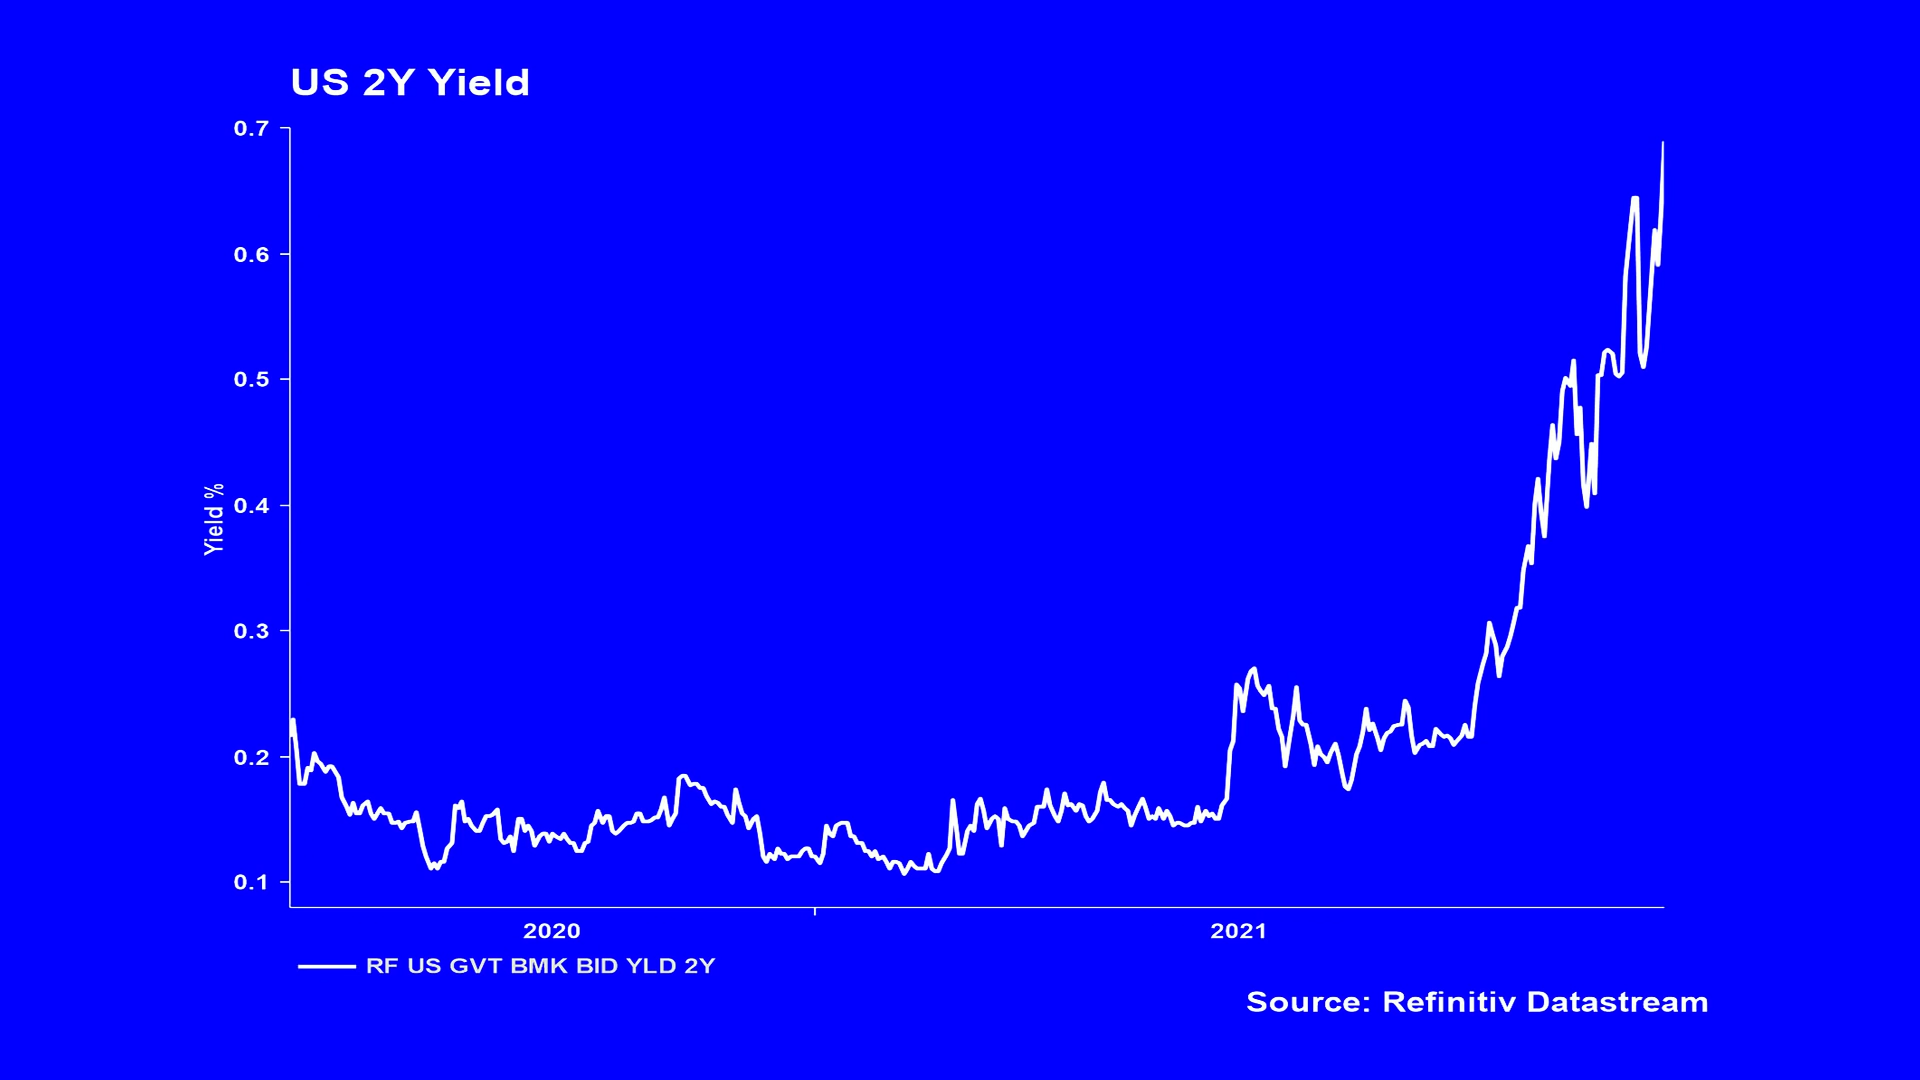 US 2Y Yield
0.7
0.6
0.5
0.4
0.3
0.2
0.1
Yield %
2020
2021
RF US GVT BMK BID YLD 2Y
Source: Refinitiv Datastream